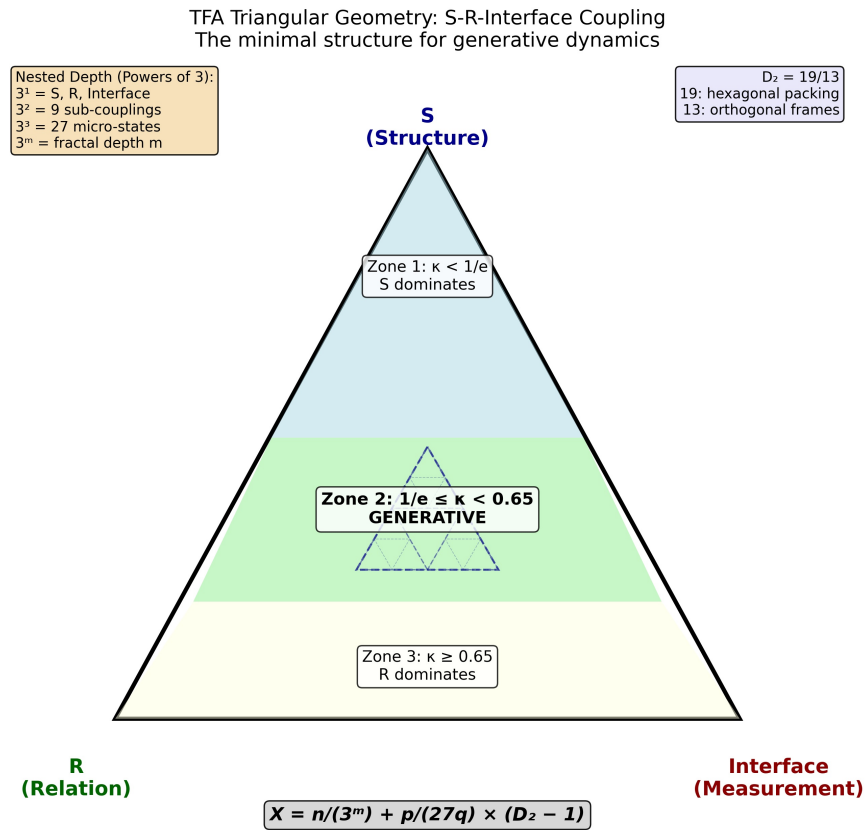 TFA Triangular Geometry: S-R-Interface Coupling
The minimal structure for generative dynamics
Nested Depth (Powers of 3):
3¹ = S, R, Interface
3² = 9 sub-couplings
3³ = 27 micro-states
3ᵐ = fractal depth m
D₂ = 19/13
19: hexagonal packing
13: orthogonal frames
S
(Structure)
Zone 1: κ < 1/e
S dominates
Zone 2: 1/e ≤ κ < 0.65
GENERATIVE
Zone 3: κ ≥ 0.65
R dominates
R
(Relation)
Interface
(Measurement)
X = n/(3ᵐ) + p/(27q) × (D₂ − 1)